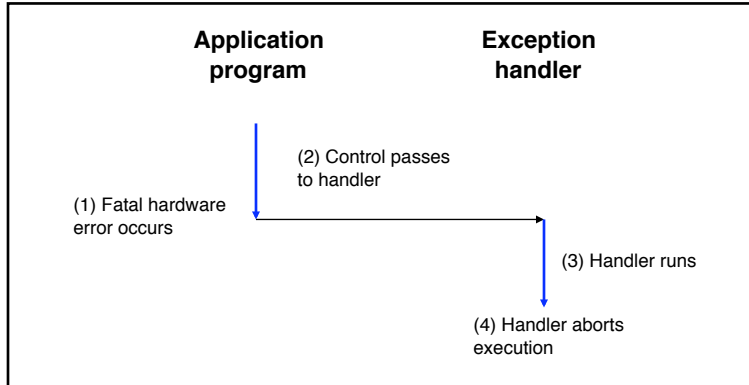 Application
program
Exception
handler
(2) Control passes
to handler
(1) Fatal hardware
error occurs
(3) Handler runs
(4) Handler aborts
execution